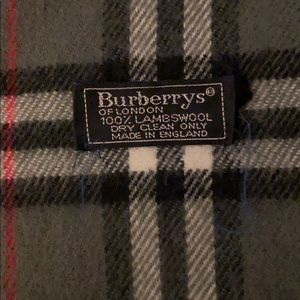 Burberrys®
OF LONDON
100% LAMBSWOOL
DRY CLEAN ONLY
MADE IN ENGLAND